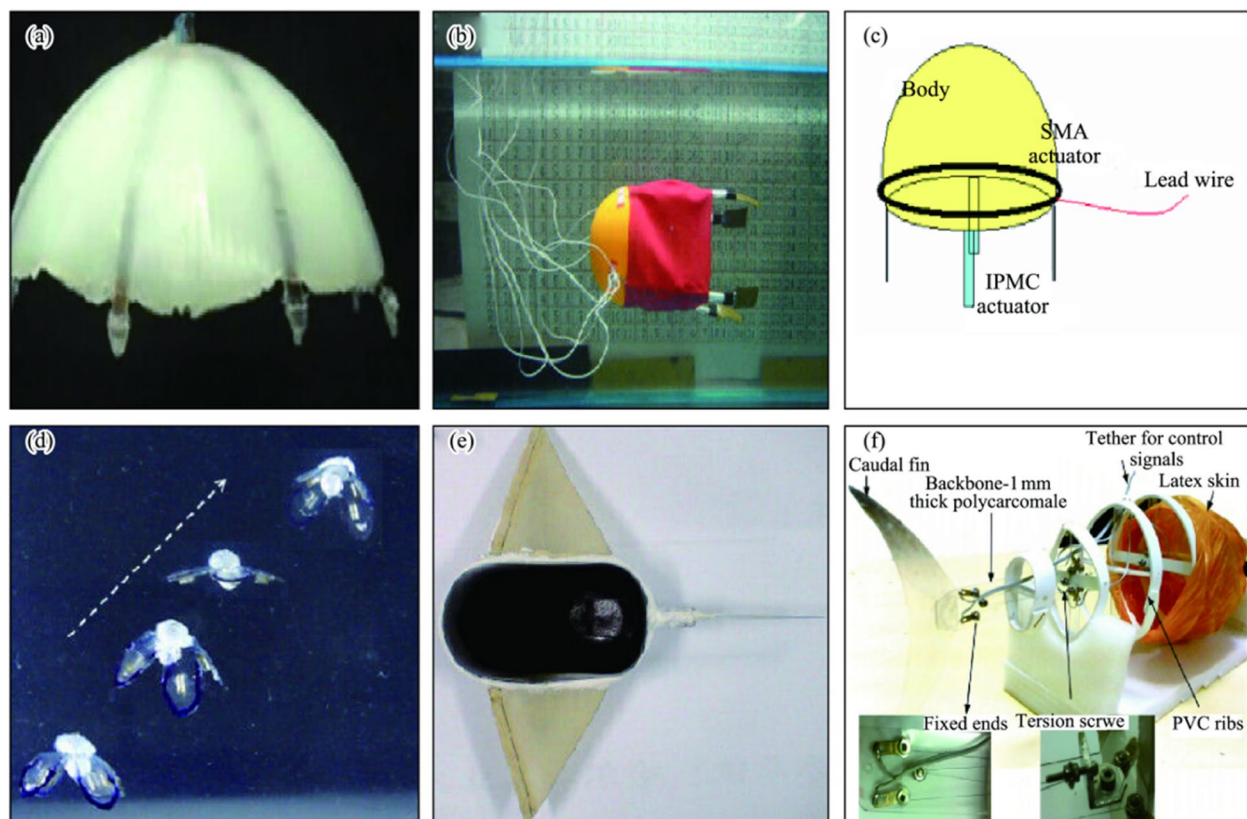 (a)
(b)
(c)
Body
SMA
actuator
Lead wire
IPMC
actuator
(d)
(e)
(f)
Tether for control
signals
Caudal fin
Latex skin
Backbone-1 mm
thick polycarcomale
Fixed ends
Tersion scrwe
PVC ribs